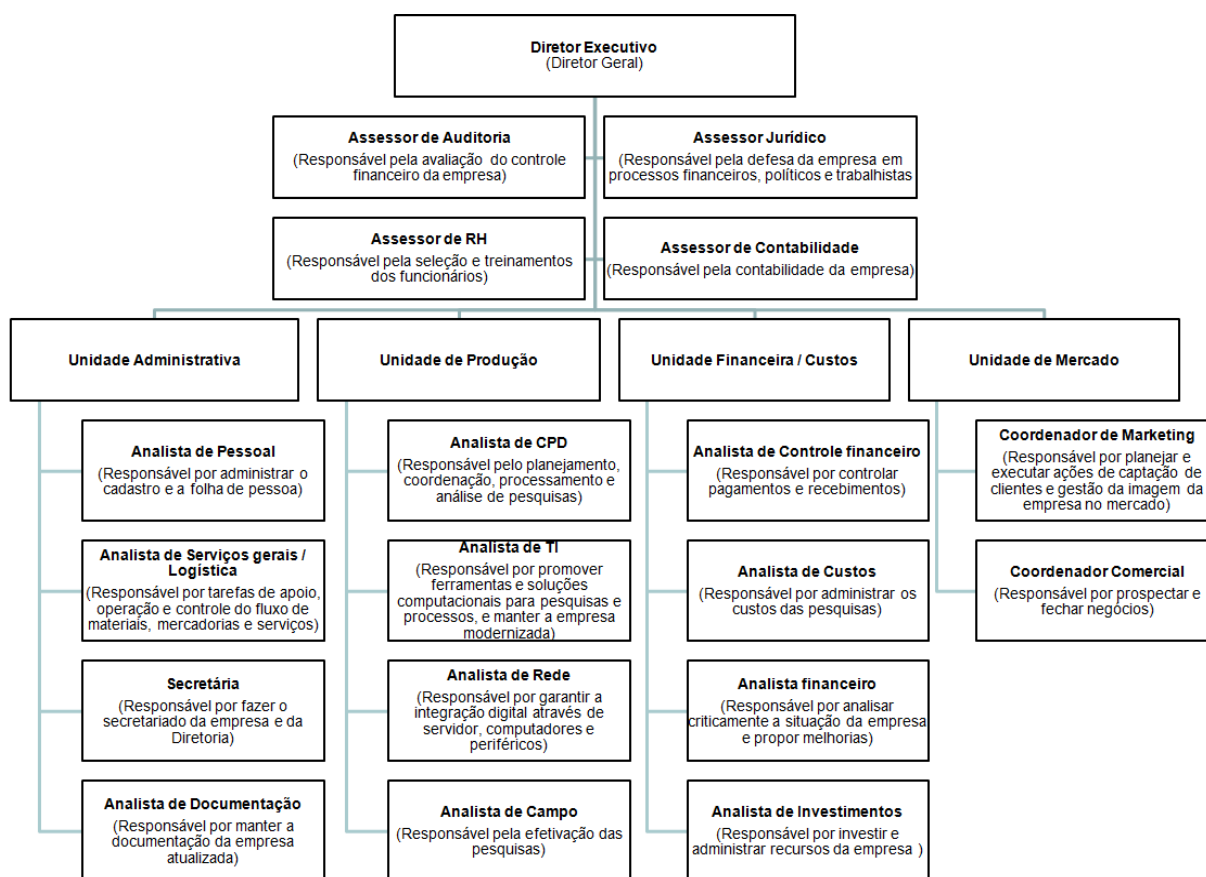 Diretor Executivo
(Diretor Geral)
Assessor de Auditoria
(Responsável pela avaliação do controle
financeiro da empresa)
Assessor Jurídico
(Responsável pela defesa da empresa em
processos financeiros, políticos e trabalhistas
Assessor de RH
(Responsável pela seleção e treinamentos
dos funcionários)
Assessor de Contabilidade
(Responsável pela contabilidade da empresa)
Unidade Administrativa
Unidade de Produção
Unidade Financeira / Custos
Unidade de Mercado
Analista de Pessoal
(Responsável por administrar o
cadastro e a folha de pessoa)
Analista de Serviços gerais /
Logística
(Responsável por tarefas de apoio,
operação e controle do fluxo de
materiais, mercadorias e serviços)
Secretária
(Responsável por fazer o
secretariado da empresa e da
Diretoria)
Analista de Documentação
(Responsável por manter a
documentação da empresa
atualizada)
Analista de CPD
(Responsável pelo planejamento,
coordenação, processamento e
análise de pesquisas)
Analista de TI
(Responsável por promover
ferramentas e soluções
computacionais para pesquisas e
processos, e manter a empresa
modernizada)
Analista de Rede
(Responsável por garantir a
integração digital através de
servidor, computadores e
periféricos)
Analista de Campo
(Responsável pela efetivação das
pesquisas)
Analista de Controle financeiro
(Responsável por controlar
pagamentos e recebimentos)
Analista de Custos
(Responsável por administrar os
custos das pesquisas)
Analista financeiro
(Responsável por analisar
criticamente a situação da empresa
e propor melhorias)
Analista de Investimentos
(Responsável por investir e
administrar recursos da empresa )
Coordenador de Marketing
(Responsável por planejar e
executar ações de captação de
clientes e gestão da imagem da
empresa no mercado)
Coordenador Comercial
(Responsável por prospectar e
fechar negócios)